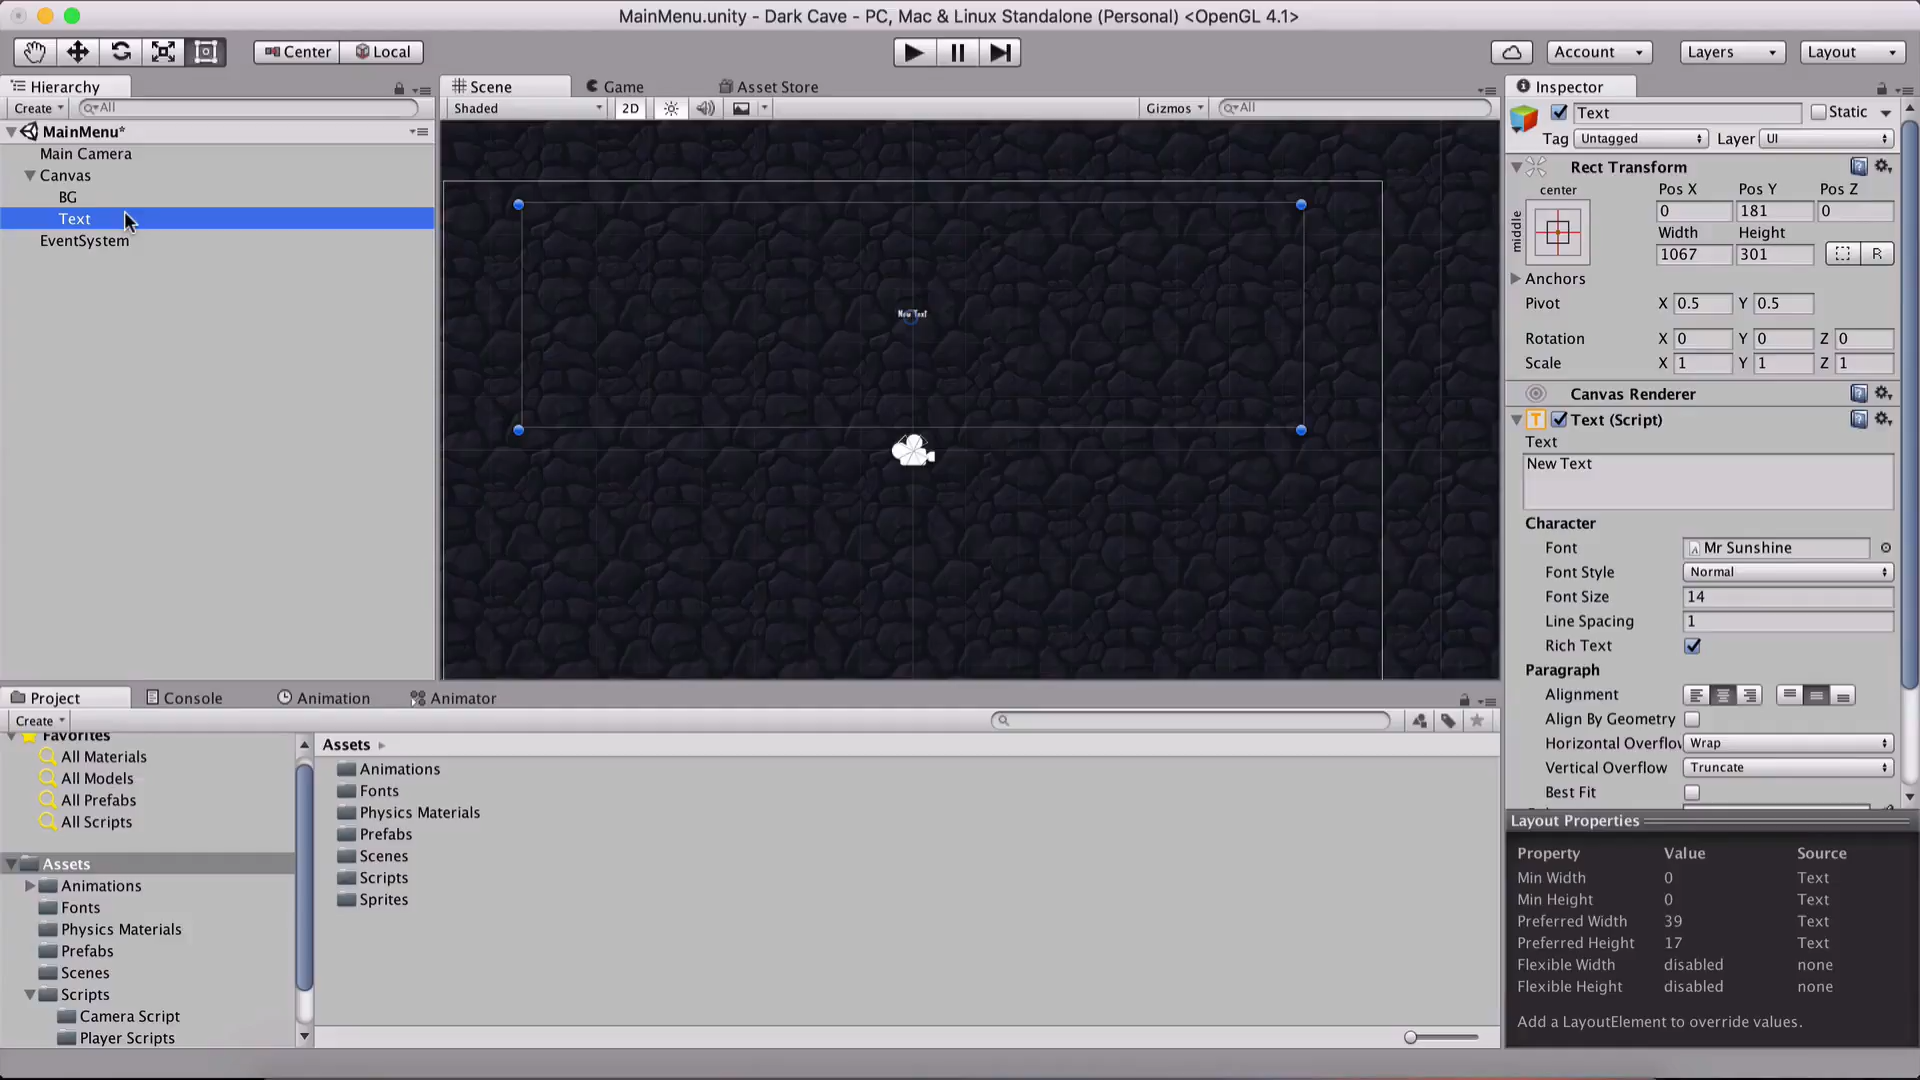 MainMenu.unity - Dark Cave - PC, Mac & Linux Standalone (Personal) <OpenGL 4.1>
Center Local Account Layers Layout
Hierarchy
Create All
MainMenu*
Main Camera
Canvas
BG
Text
EventSystem
Scene Game Asset Store
Shaded 2D Gizmos All
New Text
Inspector
Text Static
Tag Untagged Layer UI
Rect Transform
center
middle
Pos X Pos Y Pos Z
0 181 0
Width Height
1067 301 R
Anchors
Pivot X 0.5 Y 0.5
Rotation X 0 Y 0 Z 0
Scale X 1 Y 1 Z 1
Canvas Renderer
Text (Script)
Text
New Text
Character
Font Mr Sunshine
Font Style Normal
Font Size 14
Line Spacing 1
Rich Text
Paragraph
Alignment
Align By Geometry
Horizontal Overflow Wrap
Vertical Overflow Truncate
Best Fit
Layout Properties
Property Value Source
Min Width 0 Text
Min Height 0 Text
Preferred Width 39 Text
Preferred Height 17 Text
Flexible Width disabled none
Flexible Height disabled none
Add a LayoutElement to override values.
Project Console Animation Animator
Create
Favorites
All Materials
All Models
All Prefabs
All Scripts
Assets
Animations
Fonts
Physics Materials
Prefabs
Scenes
Scripts
Camera Script
Player Scripts
Assets
Animations
Fonts
Physics Materials
Prefabs
Scenes
Scripts
Sprites